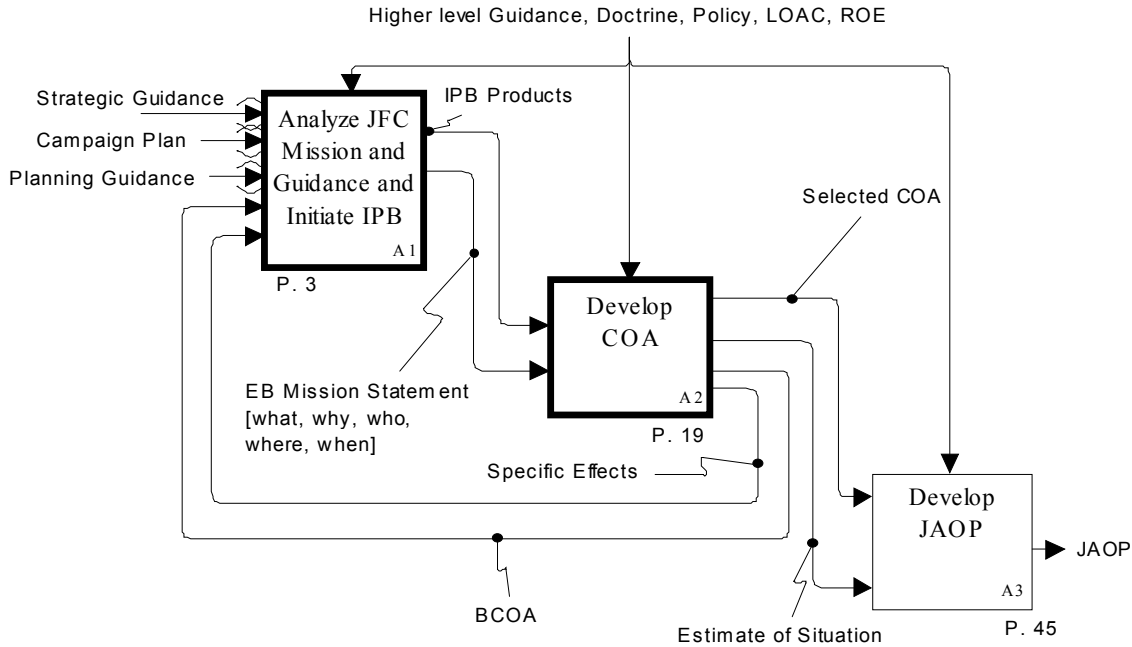 Higher level Guidance, Doctrine, Policy, LOAC, ROE
Strategic Guidance
Campaign Plan
Planning Guidance
Analyze JFC
Mission and
Guidance and
Initiate IPB
A1
P. 3
IPB Products
EB Mission Statement
[what, why, who,
where, when]
Develop
COA
A2
P. 19
Selected COA
Specific Effects
BCOA
Estimate of Situation
Develop
JAOP
A3
P. 45
JAOP